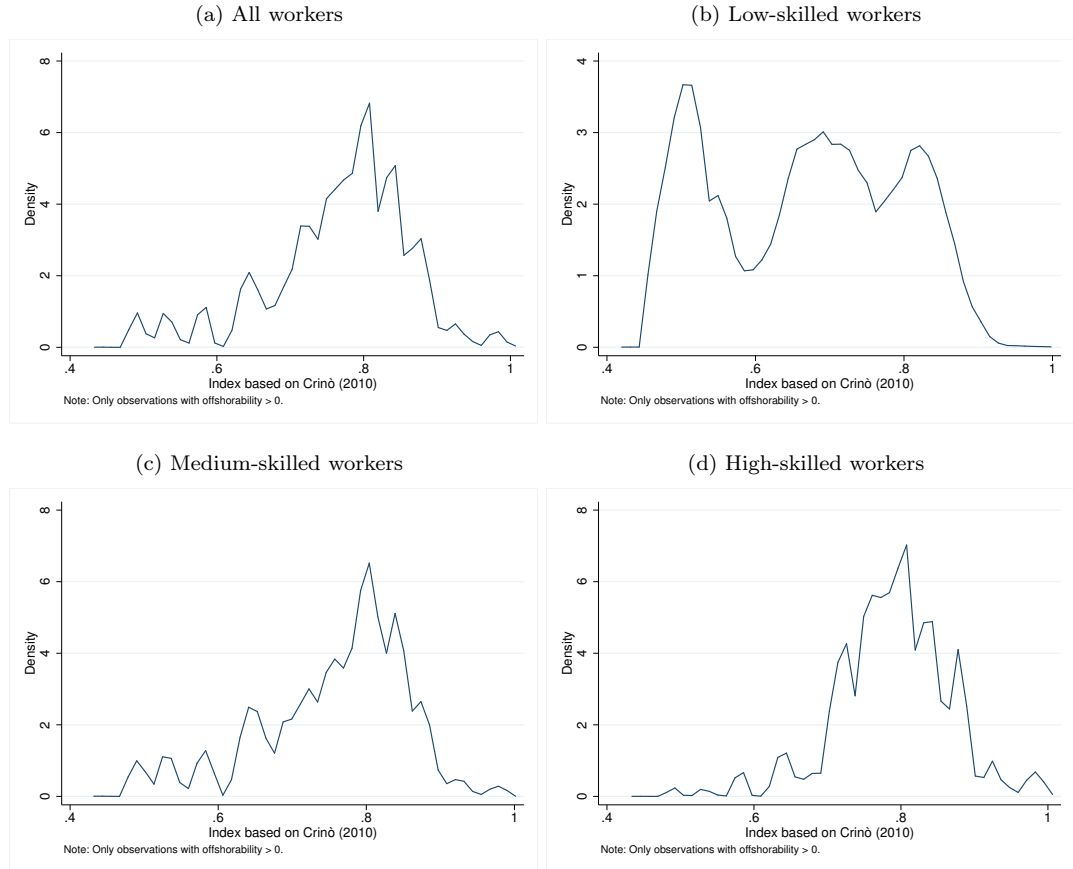 (a) All workers
(b) Low-skilled workers
8
6
4
2
0
Density
.4 .6 .8 1
Index based on Crinò (2010)
Note: Only observations with offshorability > 0.
4
3
2
1
0
Density
.4 .6 .8 1
Index based on Crinò (2010)
Note: Only observations with offshorability > 0.
(c) Medium-skilled workers
(d) High-skilled workers
8
6
4
2
0
Density
.4 .6 .8 1
Index based on Crinò (2010)
Note: Only observations with offshorability > 0.
8
6
4
2
0
Density
.4 .6 .8 1
Index based on Crinò (2010)
Note: Only observations with offshorability > 0.